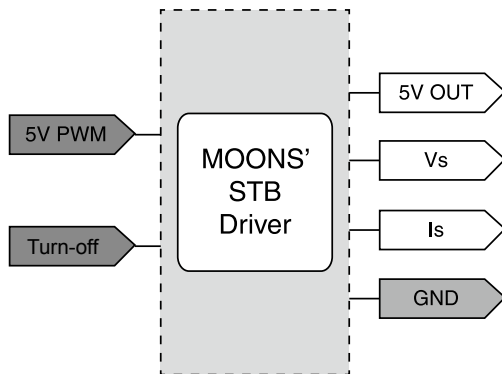 5V PWM
Turn-off
MOONS'
STB
Driver
5V OUT
Vs
Is
GND